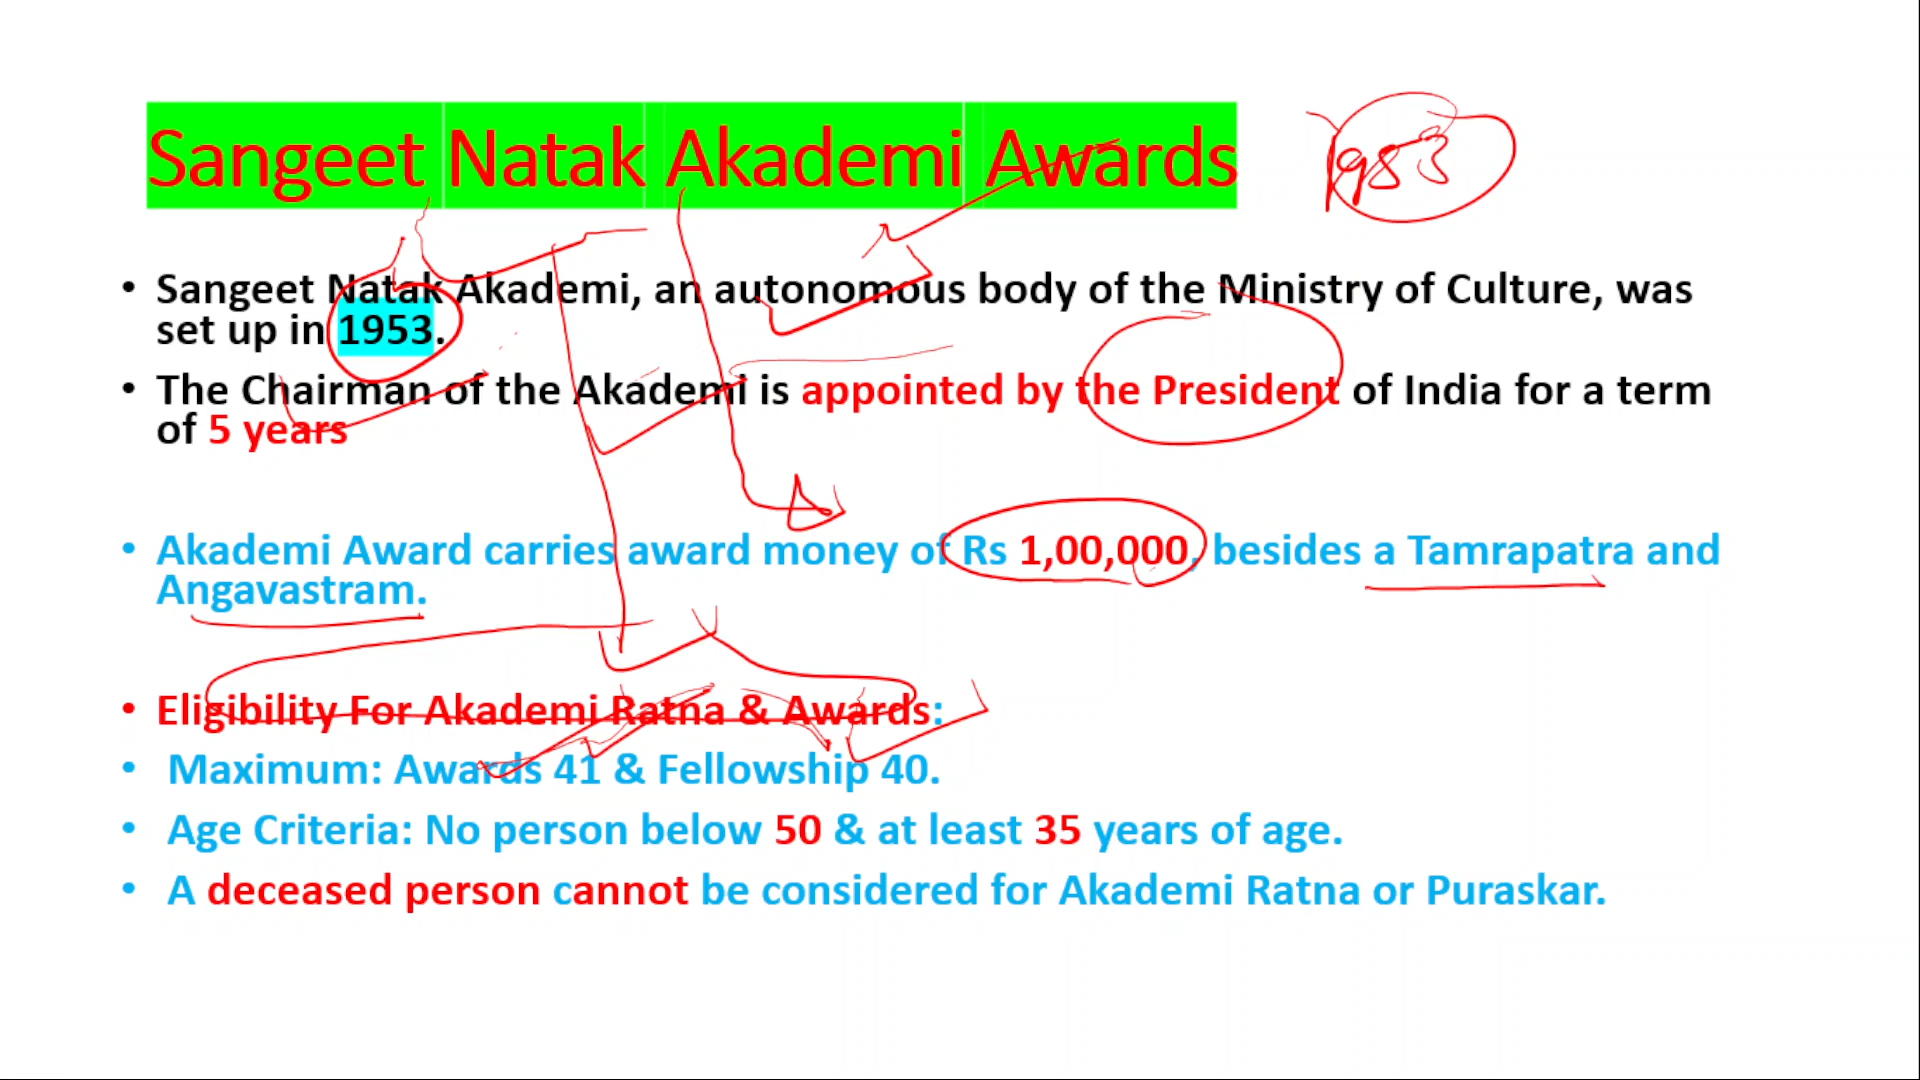 Sangeet Natak Akademi Awards
1983
• Sangeet Natak Akademi, an autonomous body of the Ministry of Culture, was
set up in 1953.
• The Chairman of the Akademi is appointed by the President of India for a term
of 5 years
• Akademi Award carries award money of Rs 1,00,000, besides a Tamrapatra and
Angavastram.
• Eligibility For Akademi Ratna & Awards:
• Maximum: Awards 41 & Fellowship 40.
• Age Criteria: No person below 50 & at least 35 years of age.
• A deceased person cannot be considered for Akademi Ratna or Puraskar.